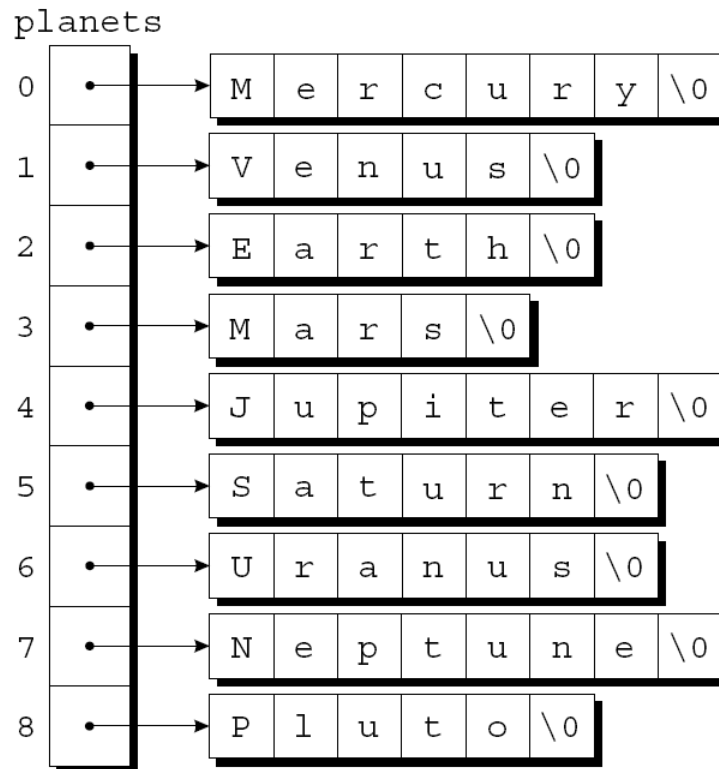 planets
0 M e r c u r y \0
1 V e n u s \0
2 E a r t h \0
3 M a r s \0
4 J u p i t e r \0
5 S a t u r n \0
6 U r a n u s \0
7 N e p t u n e \0
8 P l u t o \0